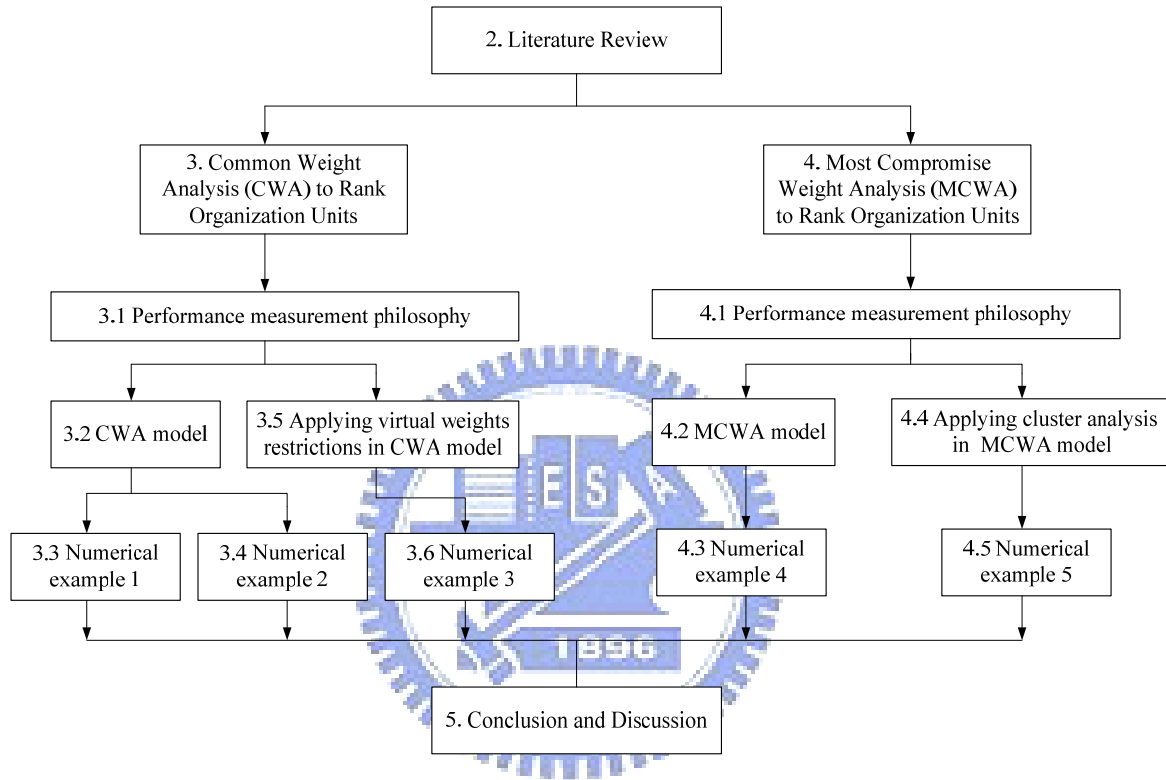 2. Literature Review
3. Common Weight
Analysis (CWA) to Rank
Organization Units
4. Most Compromise
Weight Analysis (MCWA)
to Rank Organization Units
3.1 Performance measurement philosophy
4.1 Performance measurement philosophy
3.2 CWA model
3.5 Applying virtual weights
restrictions in CWA model
4.2 MCWA model
4.4 Applying cluster analysis
in MCWA model
E S A
3.3 Numerical
example 1
3.4 Numerical
example 2
3.6 Numerical
example 3
4.3 Numerical
example 4
4.5 Numerical
example 5
1896
5. Conclusion and Discussion